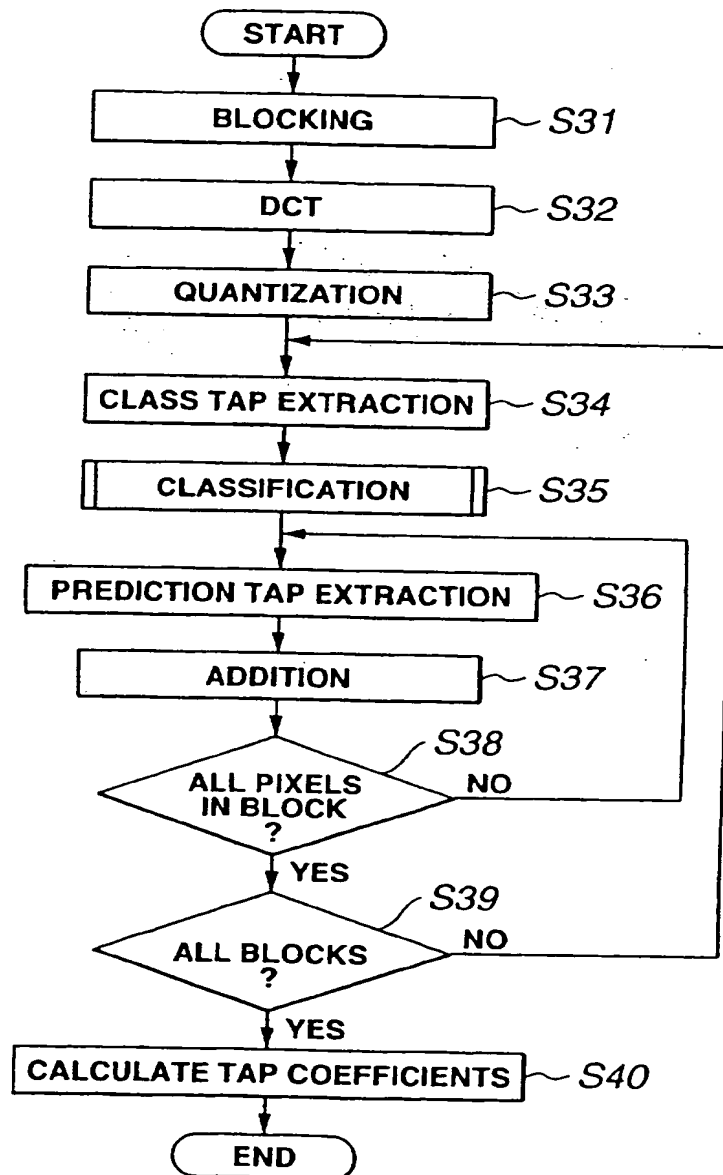 START
BLOCKING S31
DCT S32
QUANTIZATION S33
CLASS TAP EXTRACTION S34
CLASSIFICATION S35
PREDICTION TAP EXTRACTION S36
ADDITION S37
S38
ALL PIXELS
IN BLOCK
?
NO
YES
S39
ALL BLOCKS
?
NO
YES
CALCULATE TAP COEFFICIENTS S40
END